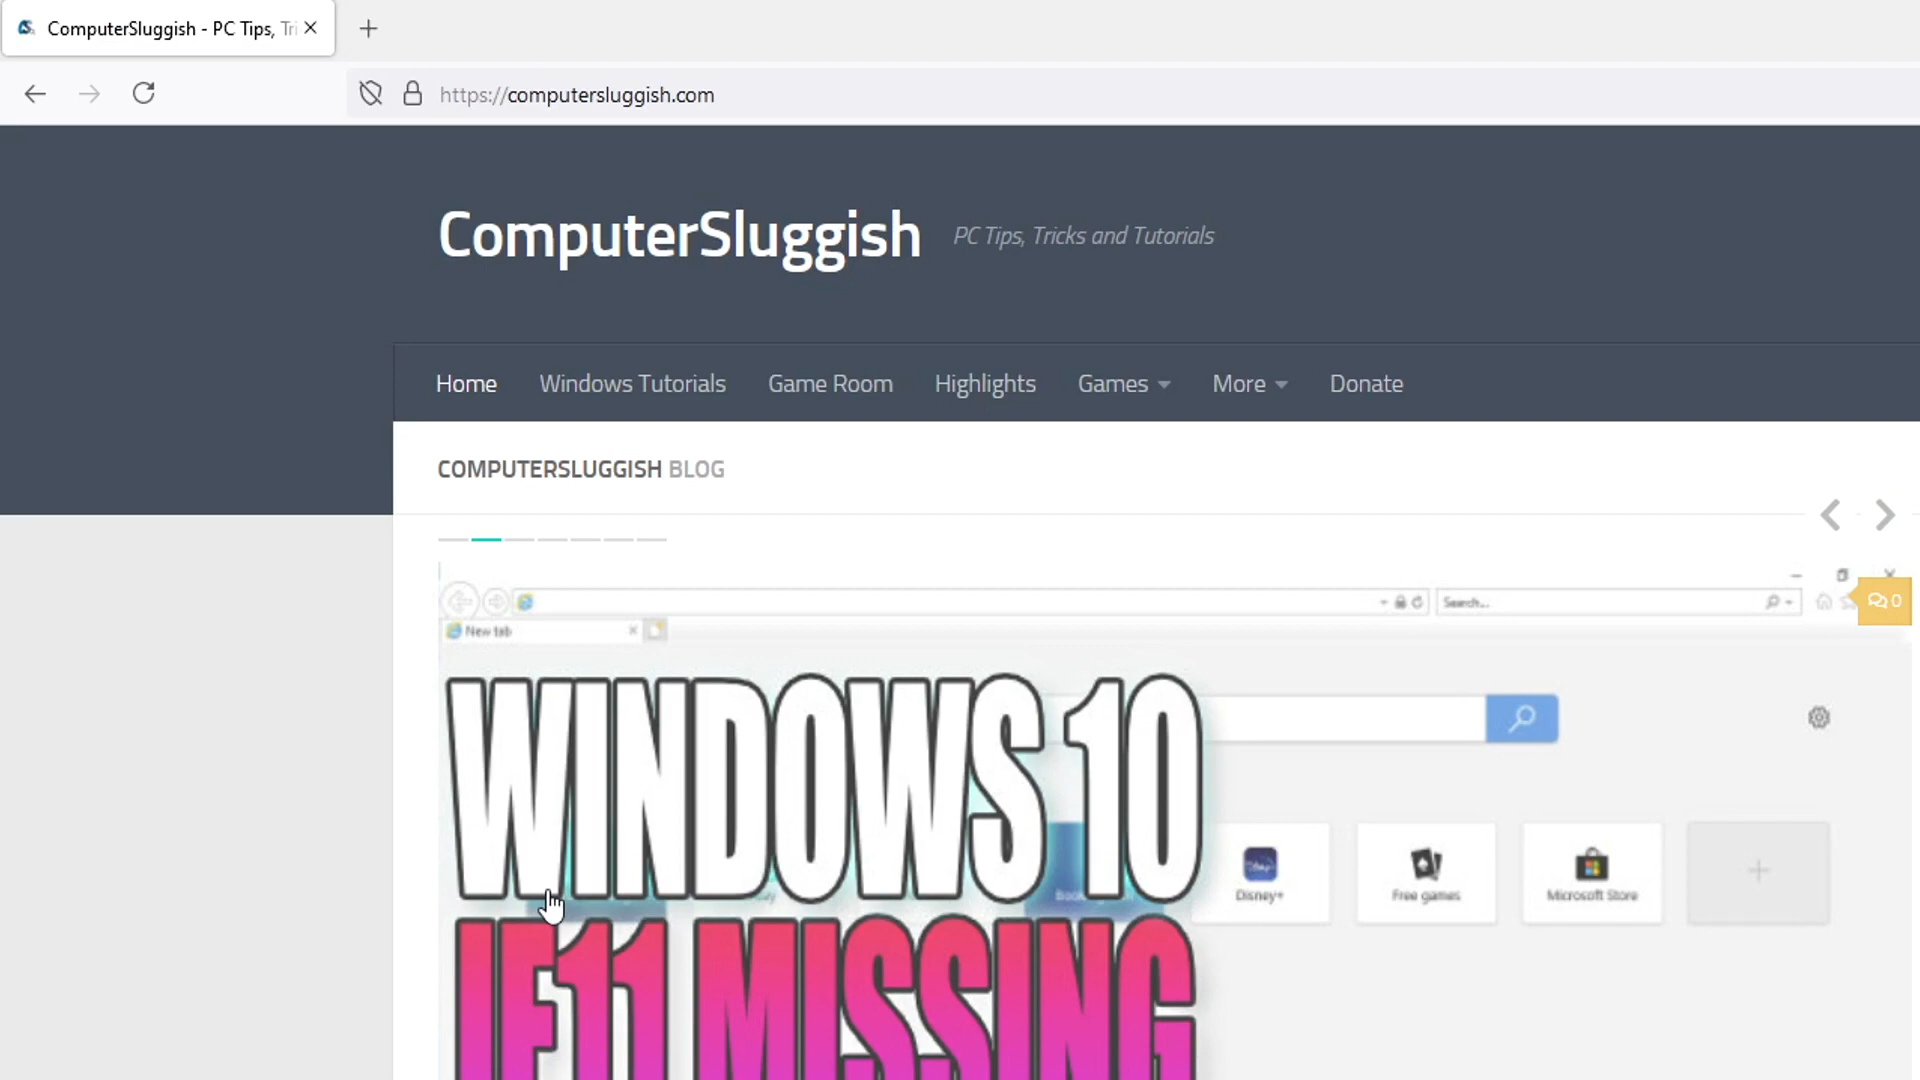 ComputerSluggish - PC Tips, Tri
https://computersluggish.com
ComputerSluggish PC Tips, Tricks and Tutorials
Home Windows Tutorials Game Room Highlights Games More Donate
COMPUTERSLUGGISH BLOG
Search...
0
New tab
WINDOWS 10
Disney+ Free games Microsoft Store
IE11 MISSING